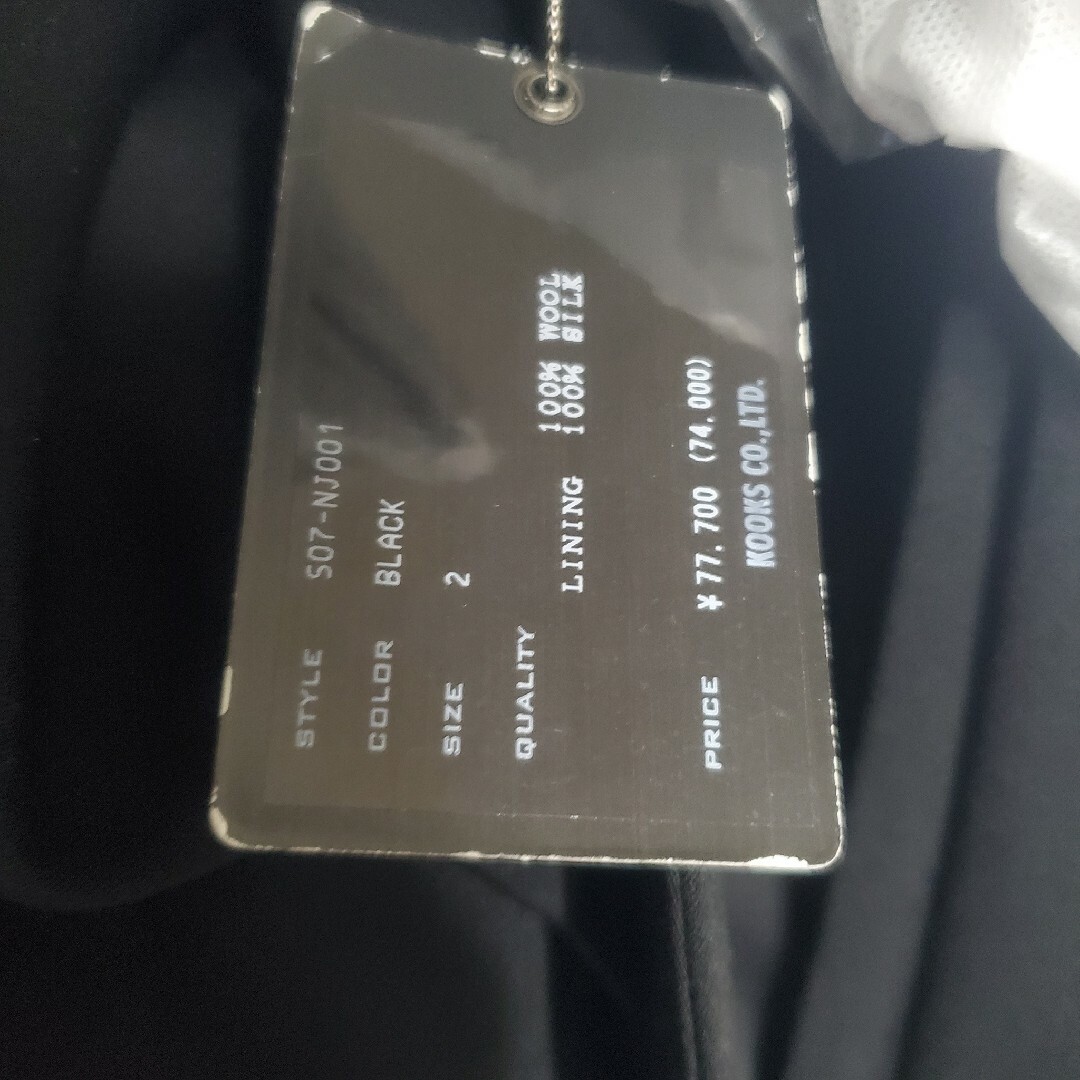 STYLE S07-NJ001
COLOR BLACK
SIZE 2
QUALITY 100% WOOL
LINING 100% SILK
PRICE ¥77.700 (74.000)
KOOKS CO.,LTD.